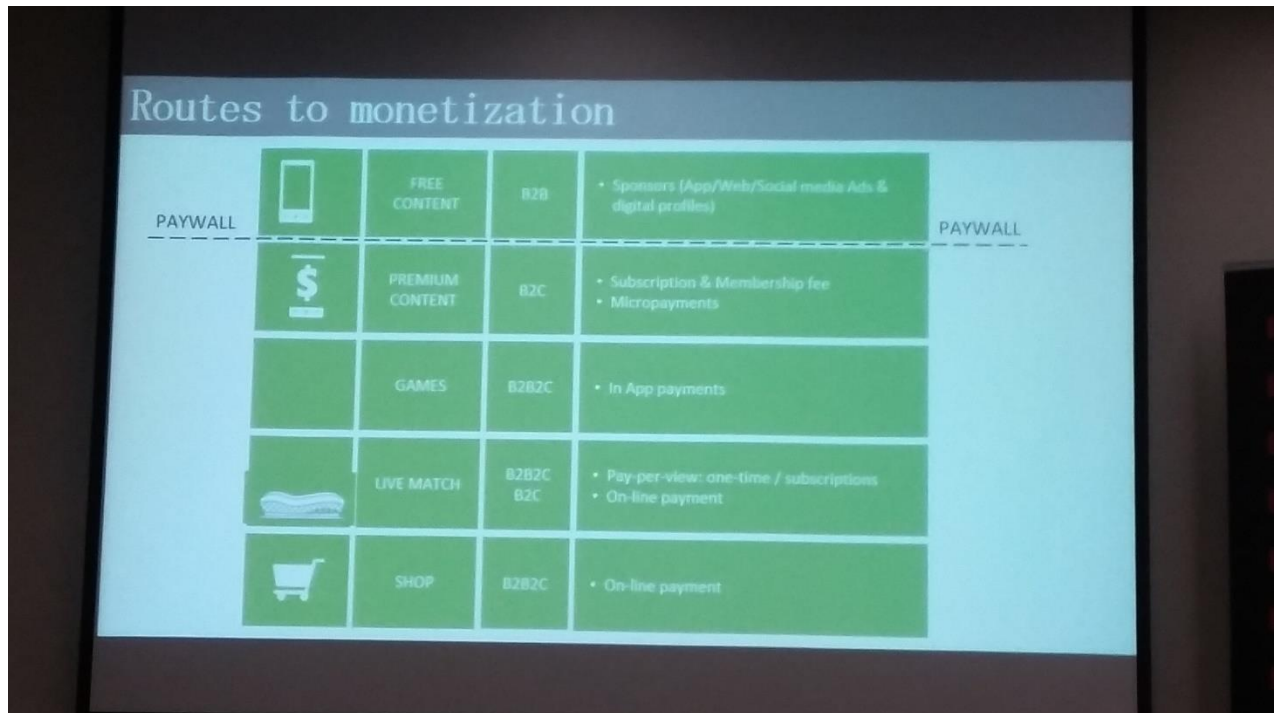 Routes to monetization
FREE
CONTENT
B2B
• Sponsors (App/Web/Social media Ads &
digital profiles)
PAYWALL
PAYWALL
PREMIUM
CONTENT
B2C
• Subscription & Membership fee
• Micropayments
GAMES
B2B2C
• In App payments
LIVE MATCH
B2B2C
B2C
• Pay-per-view: one-time / subscriptions
• On-line payment
SHOP
B2B2C
• On-line payment